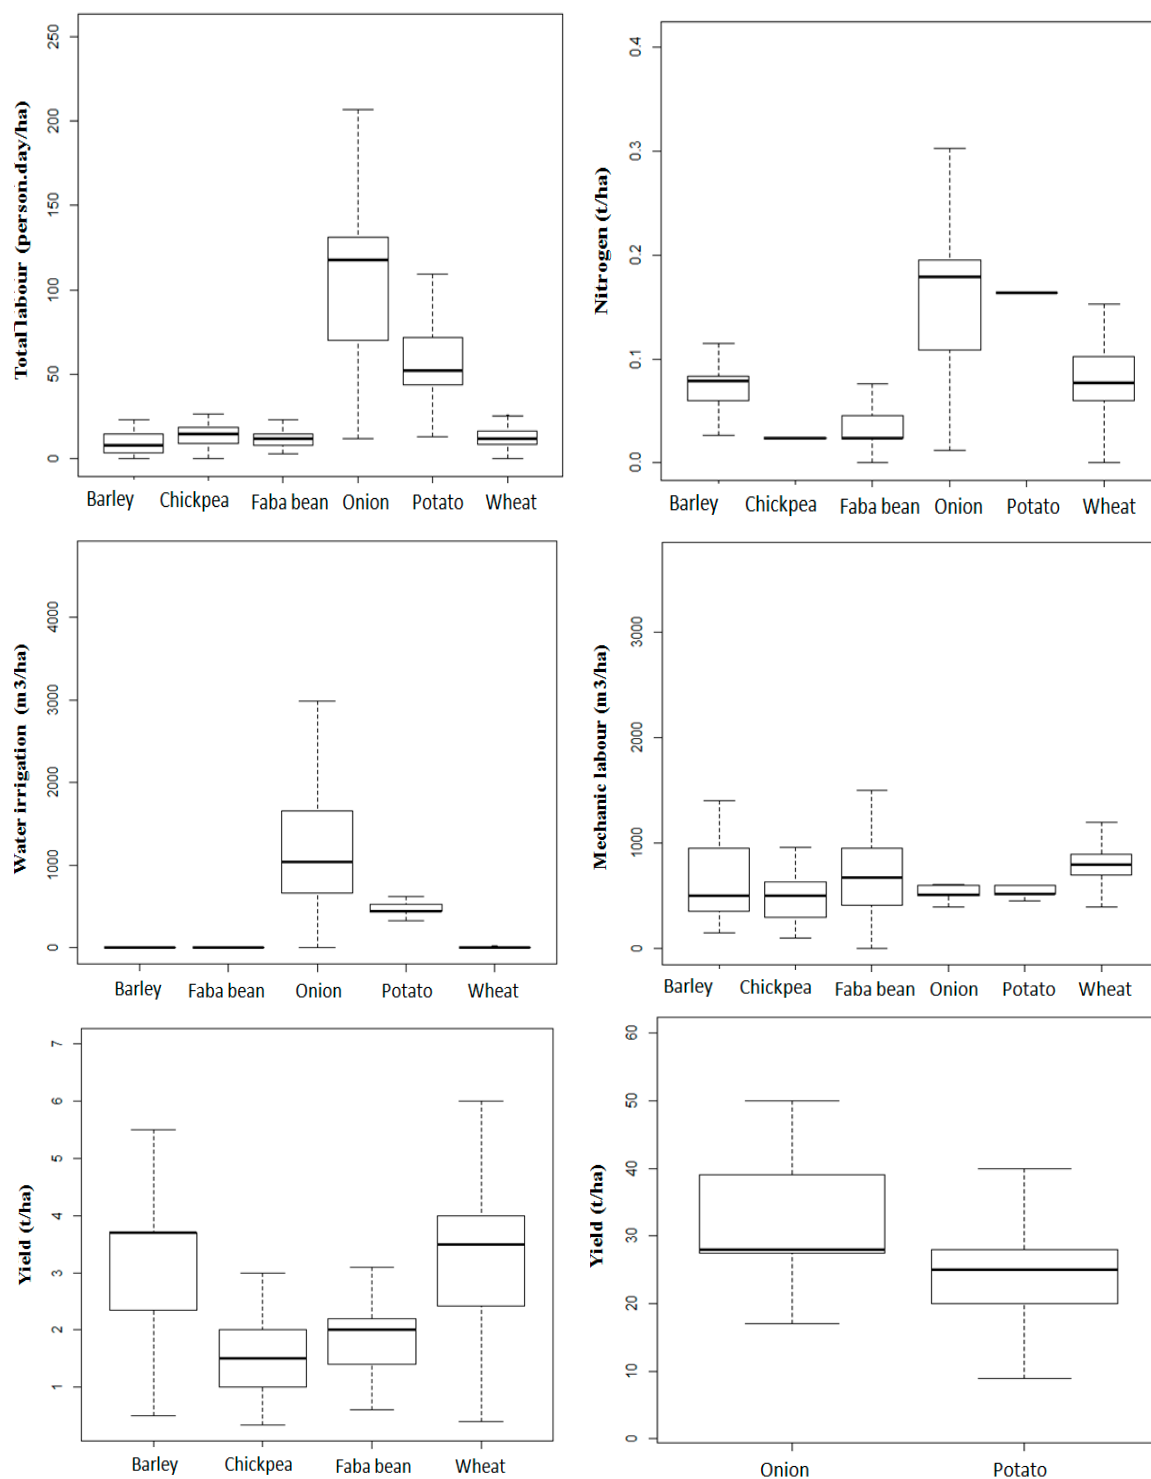 Total labour (person.day/ha)
250
200
150
100
50
0
Barley Chickpea Faba bean Onion Potato Wheat
Nitrogen (t/ha)
0.4
0.3
0.2
0.1
0.0
Barley Chickpea Faba bean Onion Potato Wheat
Water irrigation (m3/ha)
4000
3000
2000
1000
0
Barley Faba bean Onion Potato Wheat
Mechanic labour (m3/ha)
3000
2000
1000
0
Barley Chickpea Faba bean Onion Potato Wheat
Yield (t/ha)
7
6
5
4
3
2
1
Barley Chickpea Faba bean Wheat
Yield (t/ha)
60
50
40
30
20
10
0
Onion Potato